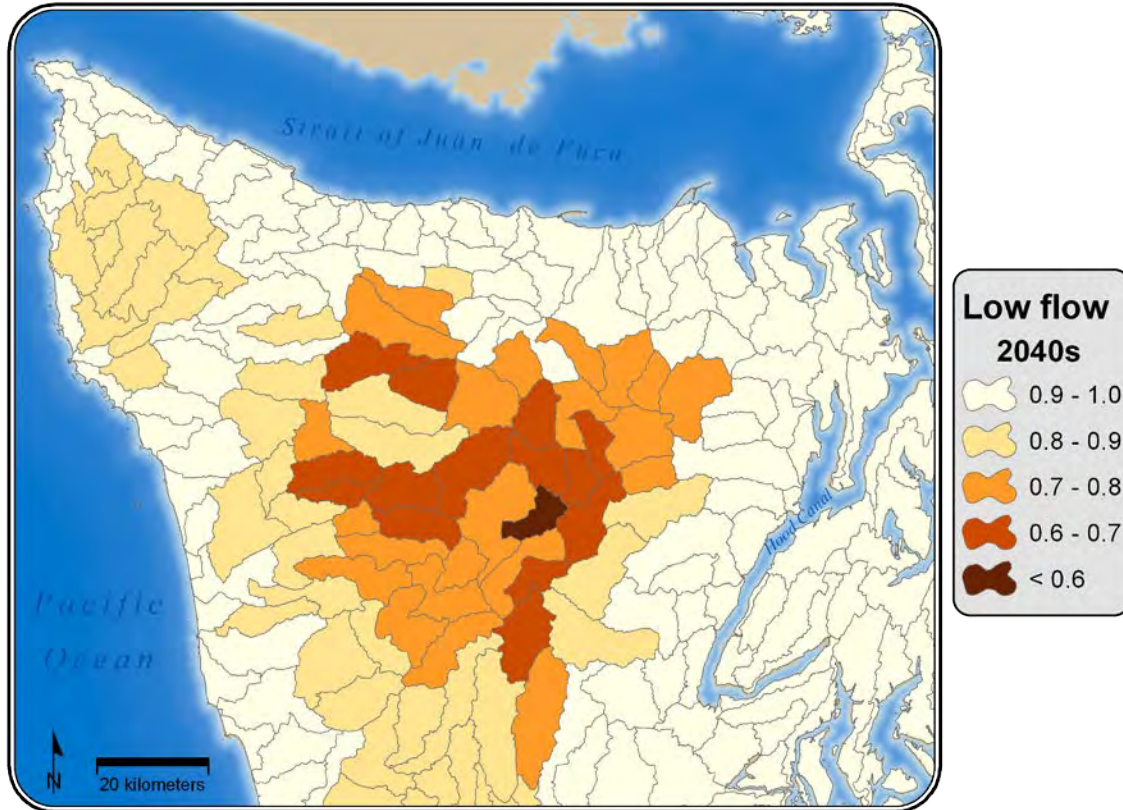 Strait of Juan de Fuca
Hood Canal
Pacific
Ocean
N
20 kilometers
Low flow
2040s
0.9 - 1.0
0.8 - 0.9
0.7 - 0.8
0.6 - 0.7
< 0.6